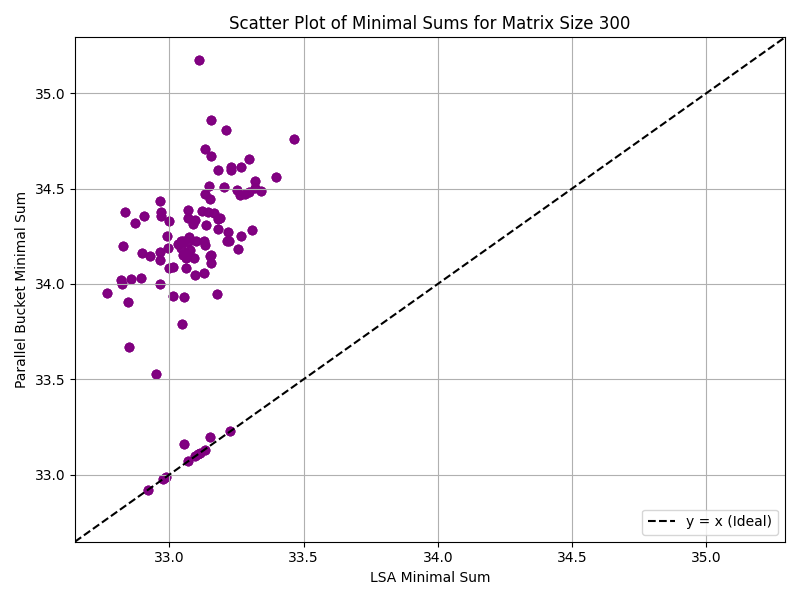 Scatter Plot of Minimal Sums for Matrix Size 300
Parallel Bucket Minimal Sum
35.0
34.5
34.0
33.5
33.0
y = x (Ideal)
33.0 33.5 34.0 34.5 35.0
LSA Minimal Sum